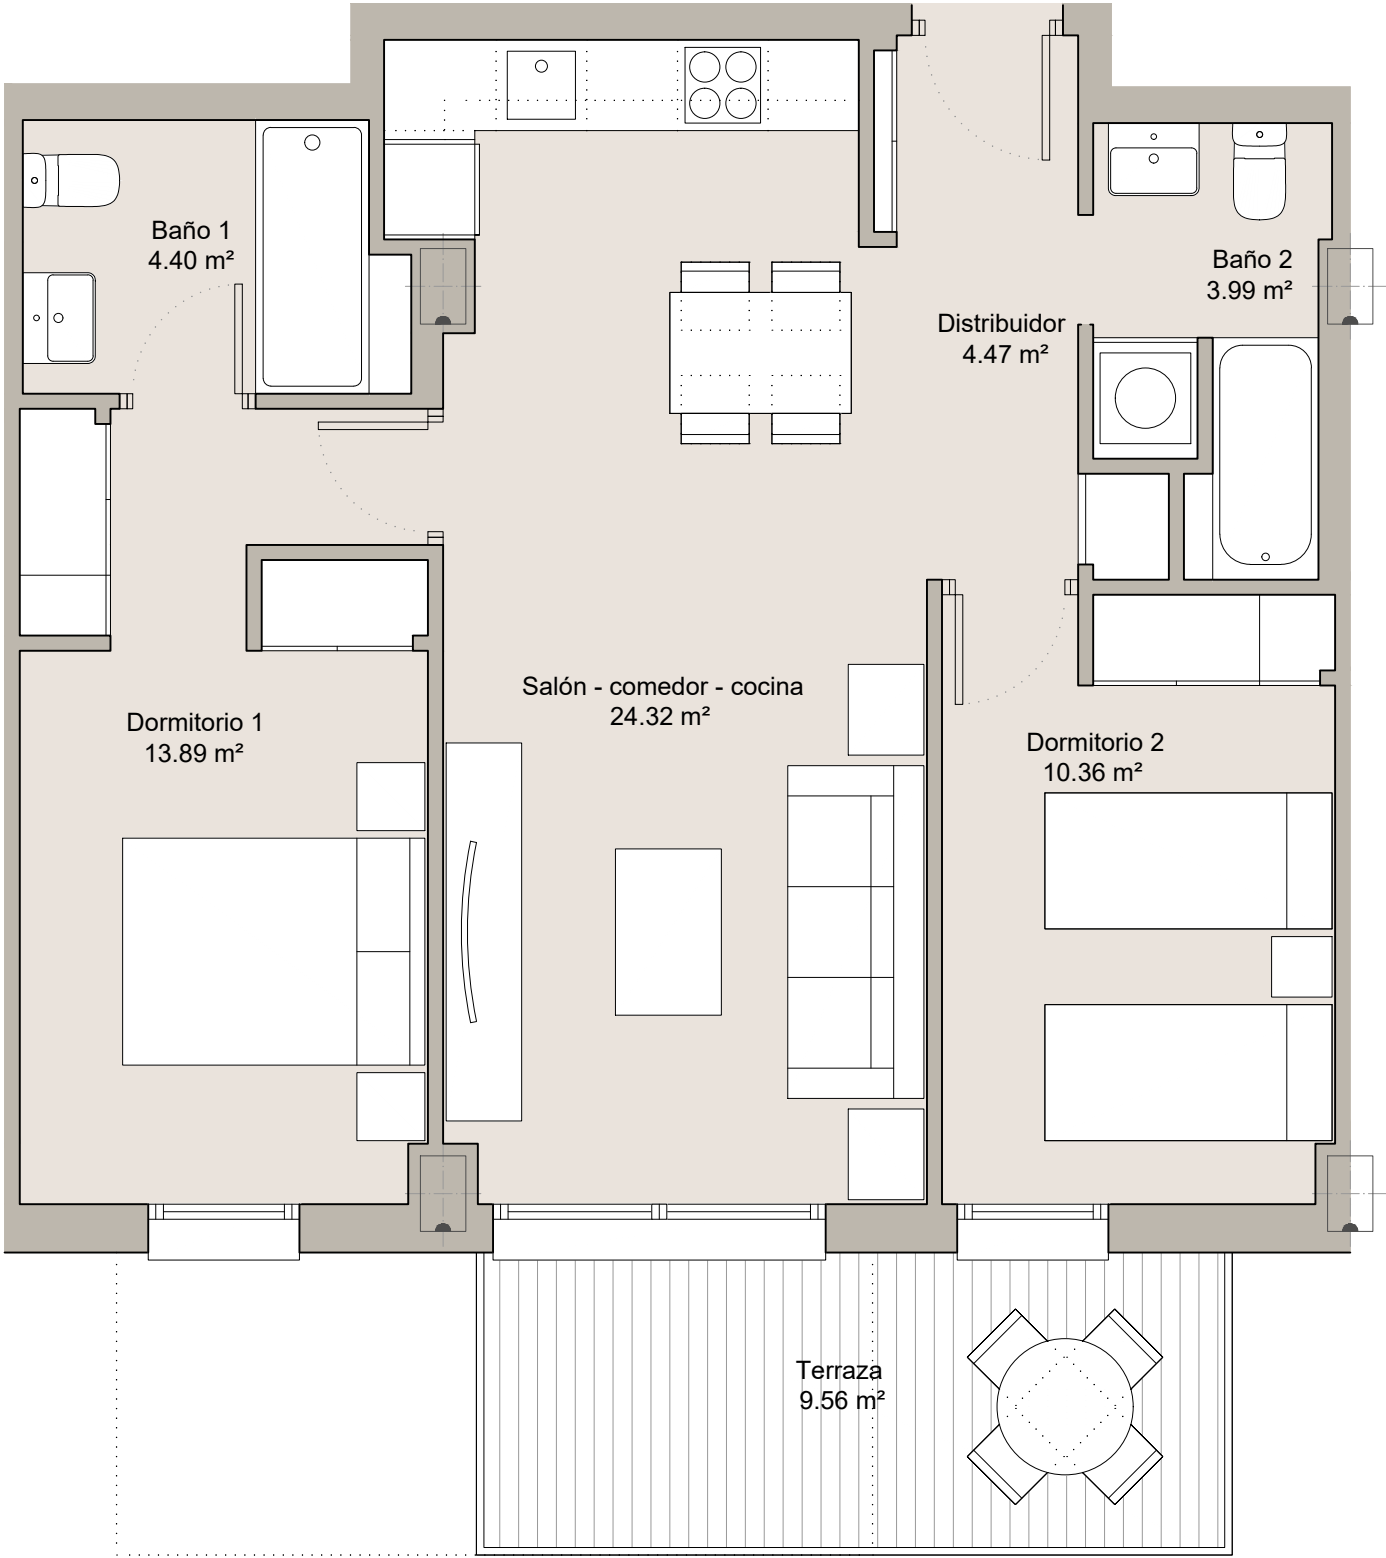 Baño 1
4.40 m²
Baño 2
3.99 m²
Distribuidor
4.47 m²
Salón - comedor - cocina
24.32 m²
Dormitorio 1
13.89 m²
Dormitorio 2
10.36 m²
Terraza
9.56 m²